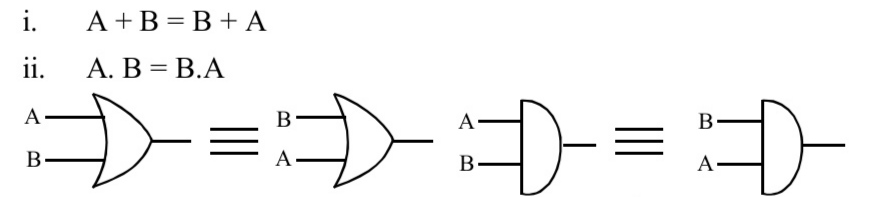 i. A + B = B + A
ii. A. B = B.A
A B A B
B A B A